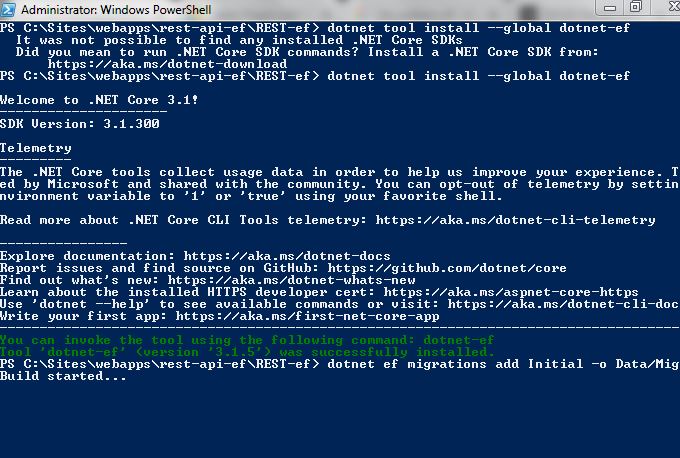 Administrator: Windows PowerShell
PS C:\Sites\webapps\rest-api-ef\REST-ef> dotnet tool install --global dotnet-ef
It was not possible to find any installed .NET Core SDKs
Did you mean to run .NET Core SDK commands? Install a .NET Core SDK from:
https://aka.ms/dotnet-download
PS C:\Sites\webapps\rest-api-ef\REST-ef> dotnet tool install --global dotnet-ef
Welcome to .NET Core 3.1!
---------------------
SDK Version: 3.1.300
Telemetry
---------
The .NET Core tools collect usage data in order to help us improve your experience. T
ed by Microsoft and shared with the community. You can opt-out of telemetry by settin
nvironment variable to '1' or 'true' using your favorite shell.
Read more about .NET Core CLI Tools telemetry: https://aka.ms/dotnet-cli-telemetry
----------------
Explore documentation: https://aka.ms/dotnet-docs
Report issues and find source on GitHub: https://github.com/dotnet/core
Find out what's new: https://aka.ms/dotnet-whats-new
Learn about the installed HTTPS developer cert: https://aka.ms/aspnet-core-https
Use 'dotnet --help' to see available commands or visit: https://aka.ms/dotnet-cli-doc
Write your first app: https://aka.ms/first-net-core-app
--------------------------------------------------------------------------------------
You can invoke the tool using the following command: dotnet-ef
Tool 'dotnet-ef' (version '3.1.5') was successfully installed.
PS C:\Sites\webapps\rest-api-ef\REST-ef> dotnet ef migrations add Initial -o Data/Mig
Build started...